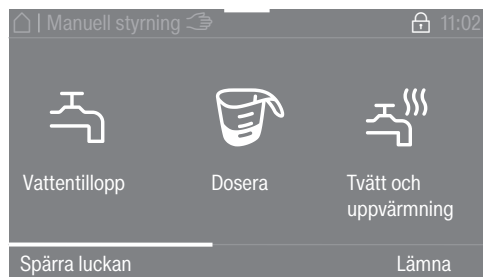 | Manuell styrning 11:02
Vattentillopp Dosera Tvätt och
uppvärmning
Spärra luckan Lämna